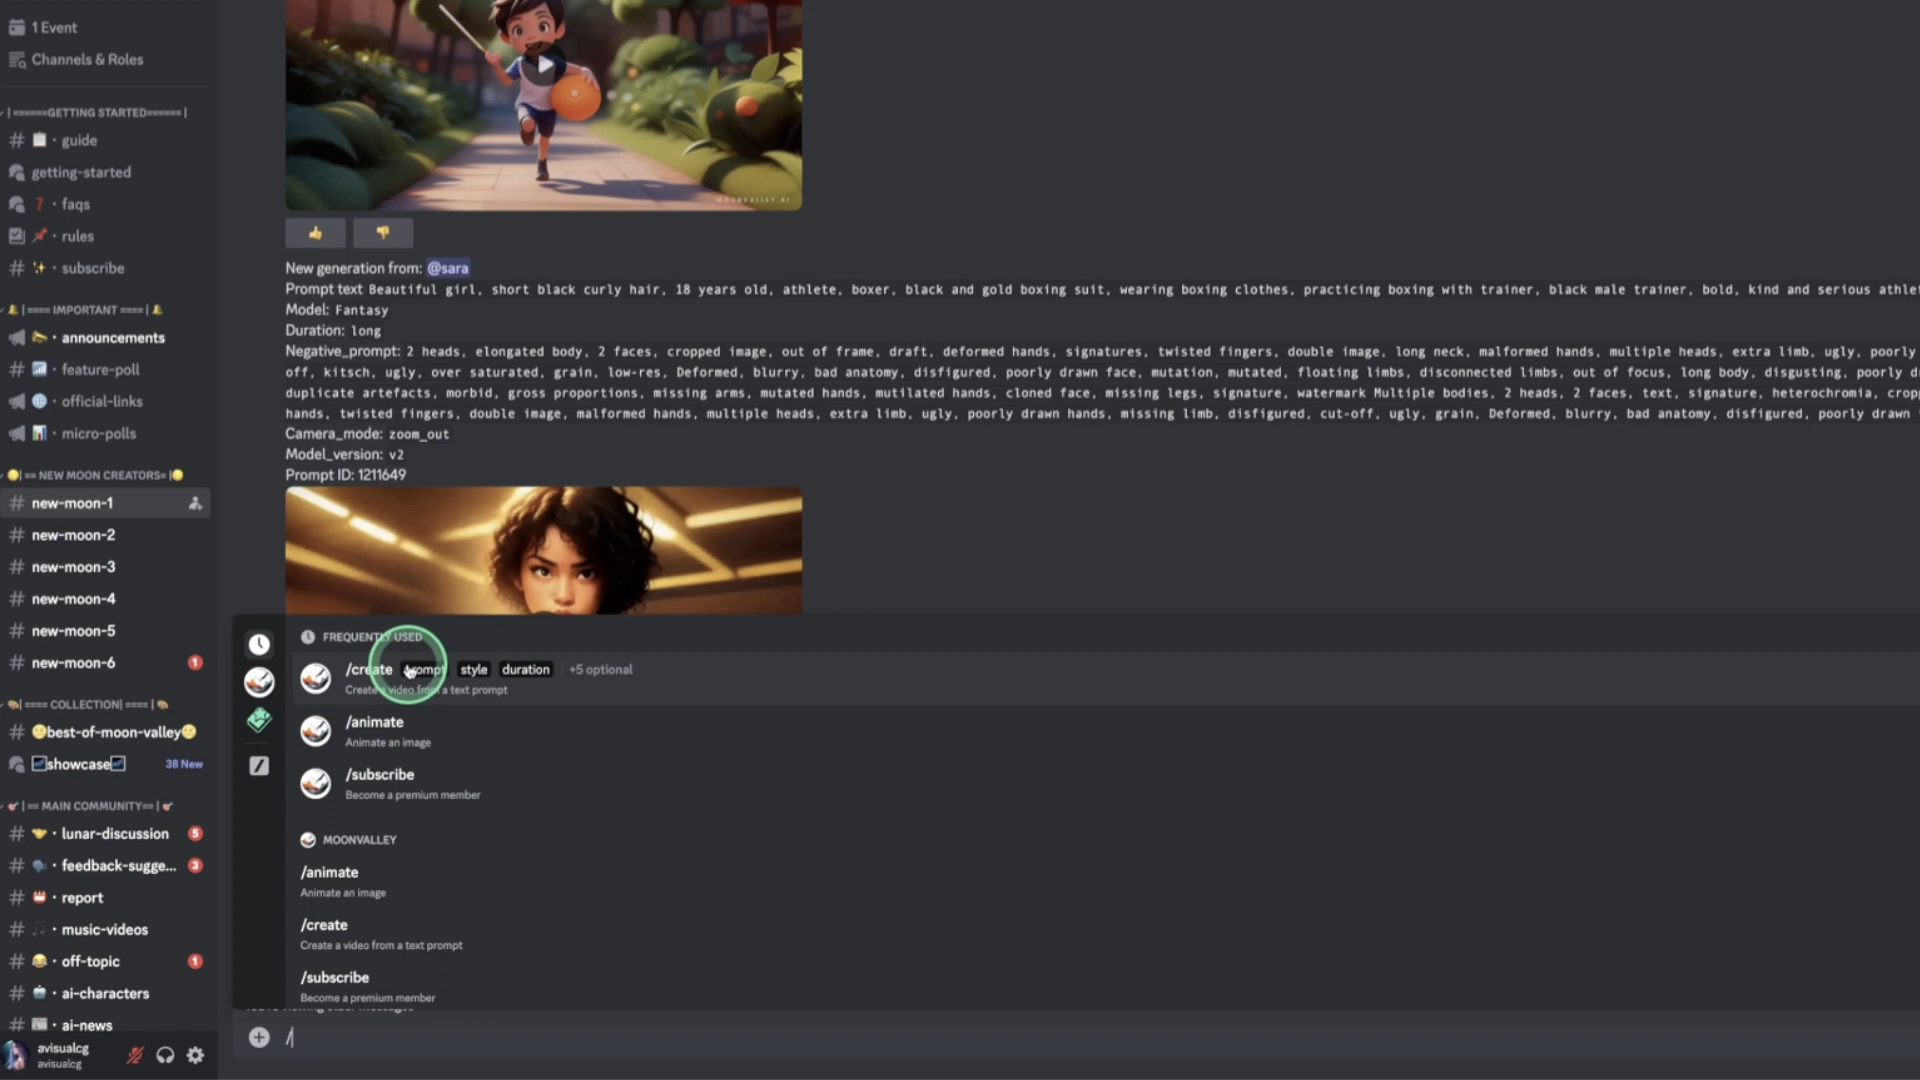 1 Event
Channels & Roles
|======GETTING STARTED====== |
# 📋 · guide
getting-started
❓ · faqs
📌 · rules
# ✨ · subscribe
🔔 | ==== IMPORTANT ==== | 🔔
· announcements
# 📊 · feature-poll
🌐 · official-links
📊 · micro-polls
🟡| == NEW MOON CREATORS= |🟡
# new-moon-1
# new-moon-2
# new-moon-3
# new-moon-4
# new-moon-5
# new-moon-6 1
🎨| ==== COLLECTION| ==== | 🎨
# 🌕best-of-moon-valley🌕
showcase 38 New
🎸 | == MAIN COMMUNITY== | 🎸
# · lunar-discussion 5
# 🗣 · feedback-sugge... 3
# · report
# 🎵 · music-videos
# 😂 · off-topic 1
# 🤖 · ai-characters
# 📰 · ai-news
avisualcg
avisualcg
MOONVALLEY.AI
👍 👎
New generation from: @sara
Prompt text Beautiful girl, short black curly hair, 18 years old, athlete, boxer, black and gold boxing suit, wearing boxing clothes, practicing boxing with trainer, black male trainer, bold, kind and serious athle
Model: Fantasy
Duration: long
Negative_prompt: 2 heads, elongated body, 2 faces, cropped image, out of frame, draft, deformed hands, signatures, twisted fingers, double image, long neck, malformed hands, multiple heads, extra limb, ugly, poorly
off, kitsch, ugly, over saturated, grain, low-res, Deformed, blurry, bad anatomy, disfigured, poorly drawn face, mutation, mutated, floating limbs, disconnected limbs, out of focus, long body, disgusting, poorly d
duplicate artefacts, morbid, gross proportions, missing arms, mutated hands, mutilated hands, cloned face, missing legs, signature, watermark Multiple bodies, 2 heads, 2 faces, text, signature, heterochromia, crop
hands, twisted fingers, double image, malformed hands, multiple heads, extra limb, ugly, poorly drawn hands, missing limb, disfigured, cut-off, ugly, grain, Deformed, blurry, bad anatomy, disfigured, poorly drawn
Camera_mode: zoom_out
Model_version: v2
Prompt ID: 1211649
FREQUENTLY USED
/create prompt style duration +5 optional
Create a video from a text prompt
/animate
Animate an image
/subscribe
Become a premium member
MOONVALLEY
/animate
Animate an image
/create
Create a video from a text prompt
/subscribe
Become a premium member
/